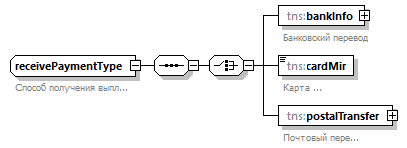 tns:bankInfo
Банковский перевод
receivePaymentType
Способ получения выпл...
tns:cardMir
Карта ...
tns:postalTransfer
Почтовый пере...